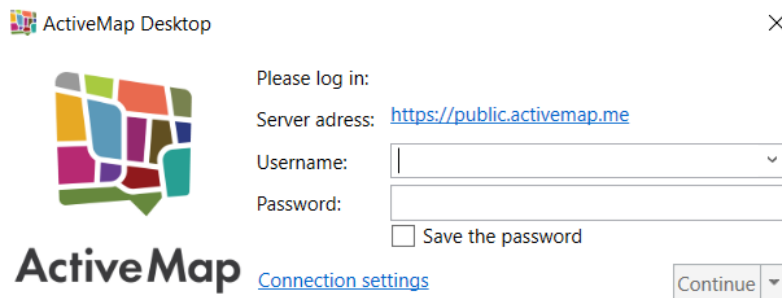 ActiveMap Desktop
Please log in:
Server adress: https://public.activemap.me
Username:
Password:
Save the password
ActiveMap
Connection settings
Continue